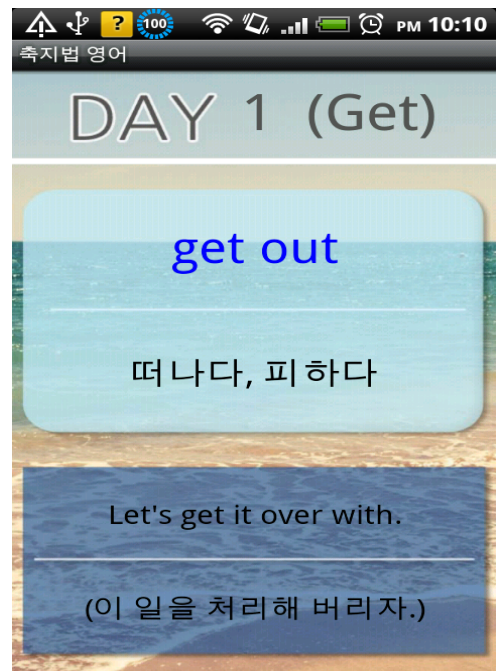 ? 100 PM 10:10
축지법 영어
DAY 1 (Get)
get out
떠나다, 피하다
Let's get it over with.
(이 일을 처리해 버리자.)